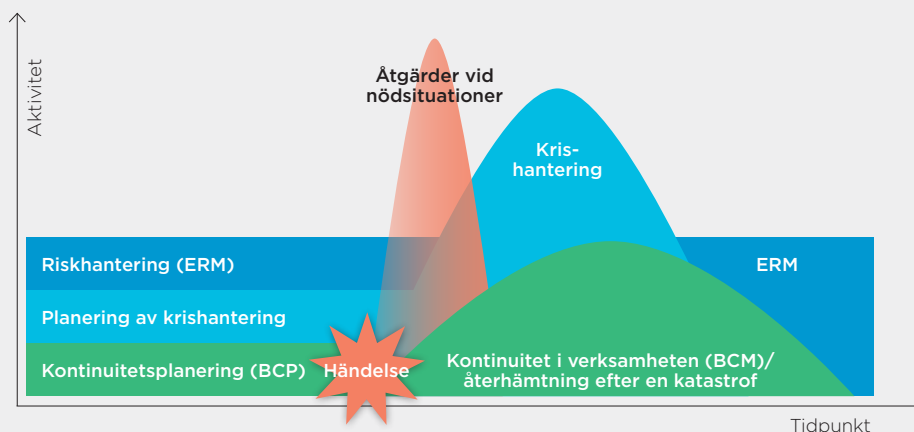 Aktivitet
Åtgärder vid
nödsituationer
Kris-
hantering
Riskhantering (ERM)
ERM
Planering av krishantering
Kontinuitetsplanering (BCP)
Händelse
Kontinuitet i verksamheten (BCM)/
återhämtning efter en katastrof
Tidpunkt